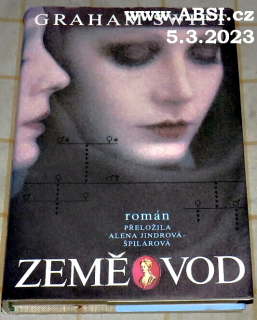 GRAHAM SWIFT
www.ABSI.cz
5.3.2023
román
PŘELOŽILA
ALENA JINDROVÁ-
ŠPILAROVÁ
ZEMĚ VOD